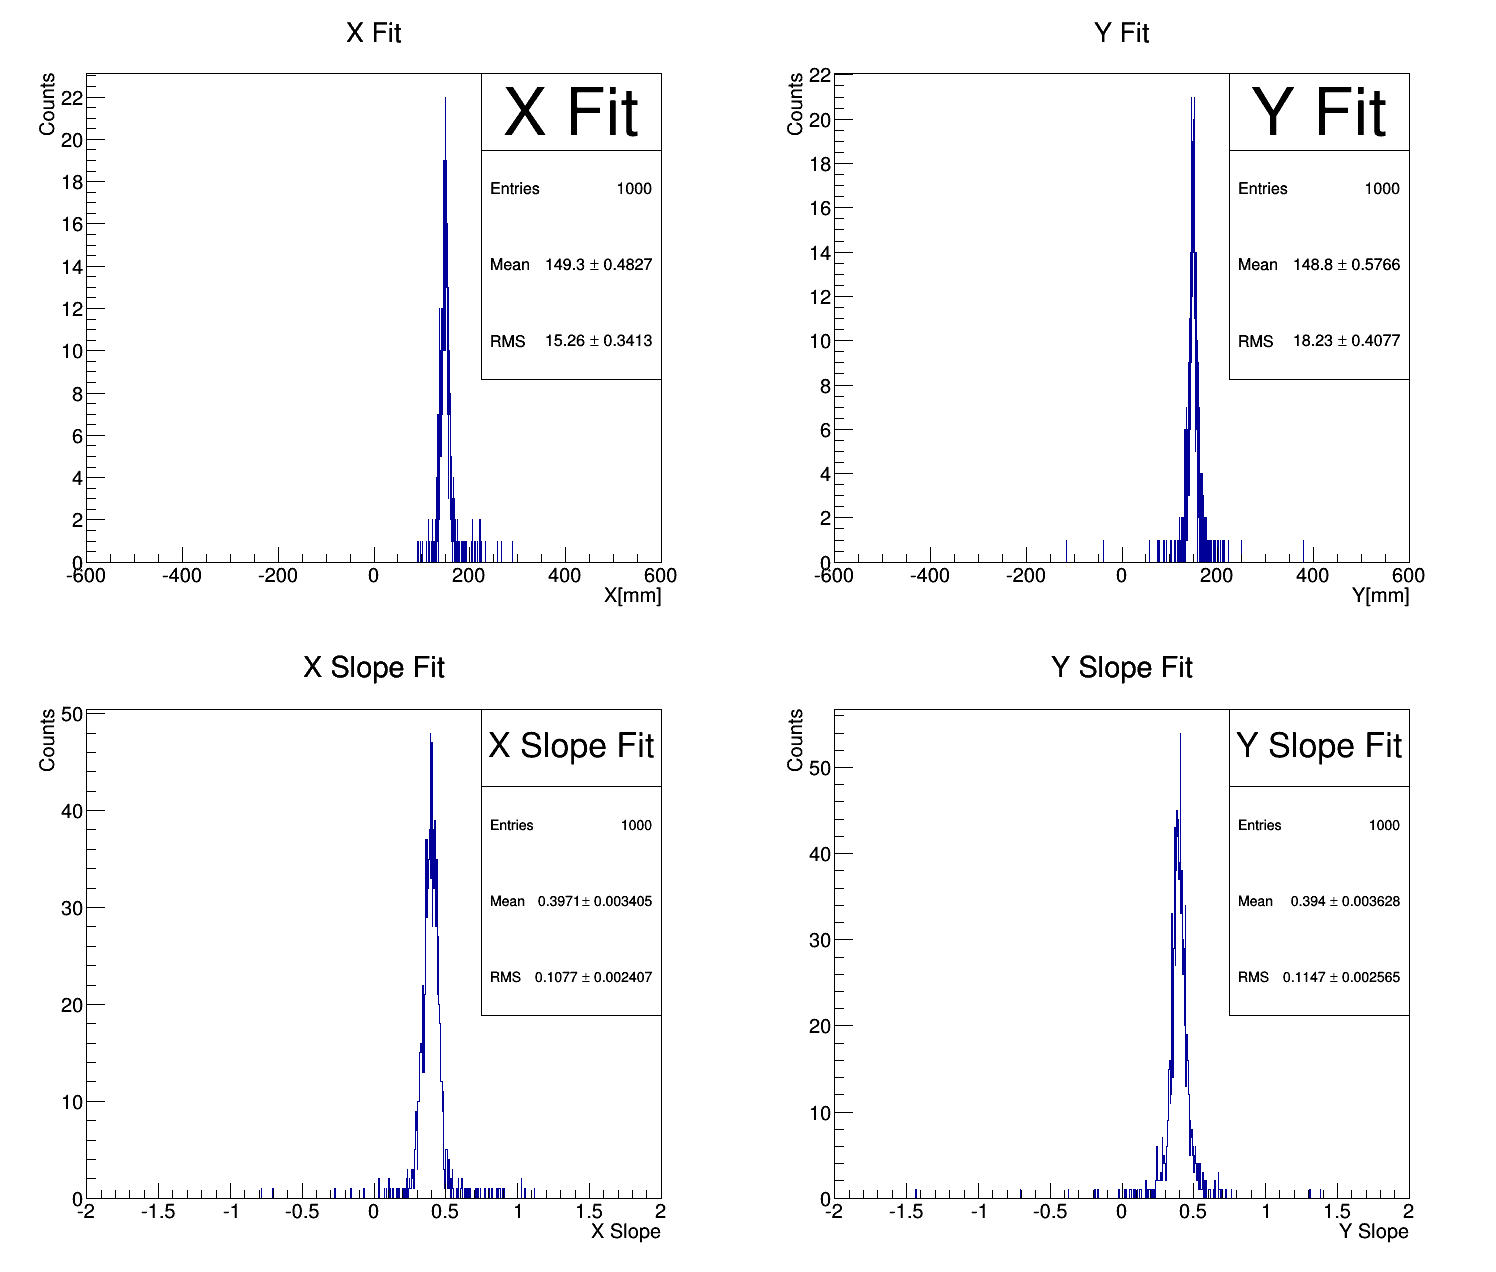 X Fit
Counts
22
20
18
16
14
12
10
8
6
4
2
0
-600 -400 -200 0 200 400 600
X[mm]
X Fit
Entries 1000
Mean 149.3 ± 0.4827
RMS 15.26 ± 0.3413
Y Fit
Counts
22
20
18
16
14
12
10
8
6
4
2
0
-600 -400 -200 0 200 400 600
Y[mm]
Y Fit
Entries 1000
Mean 148.8 ± 0.5766
RMS 18.23 ± 0.4077
X Slope Fit
Counts
50
40
30
20
10
0
-2 -1.5 -1 -0.5 0 0.5 1 1.5 2
X Slope
X Slope Fit
Entries 1000
Mean 0.3971± 0.003405
RMS 0.1077 ± 0.002407
Y Slope Fit
Counts
50
40
30
20
10
0
-2 -1.5 -1 -0.5 0 0.5 1 1.5 2
Y Slope
Y Slope Fit
Entries 1000
Mean 0.394 ± 0.003628
RMS 0.1147 ± 0.002565